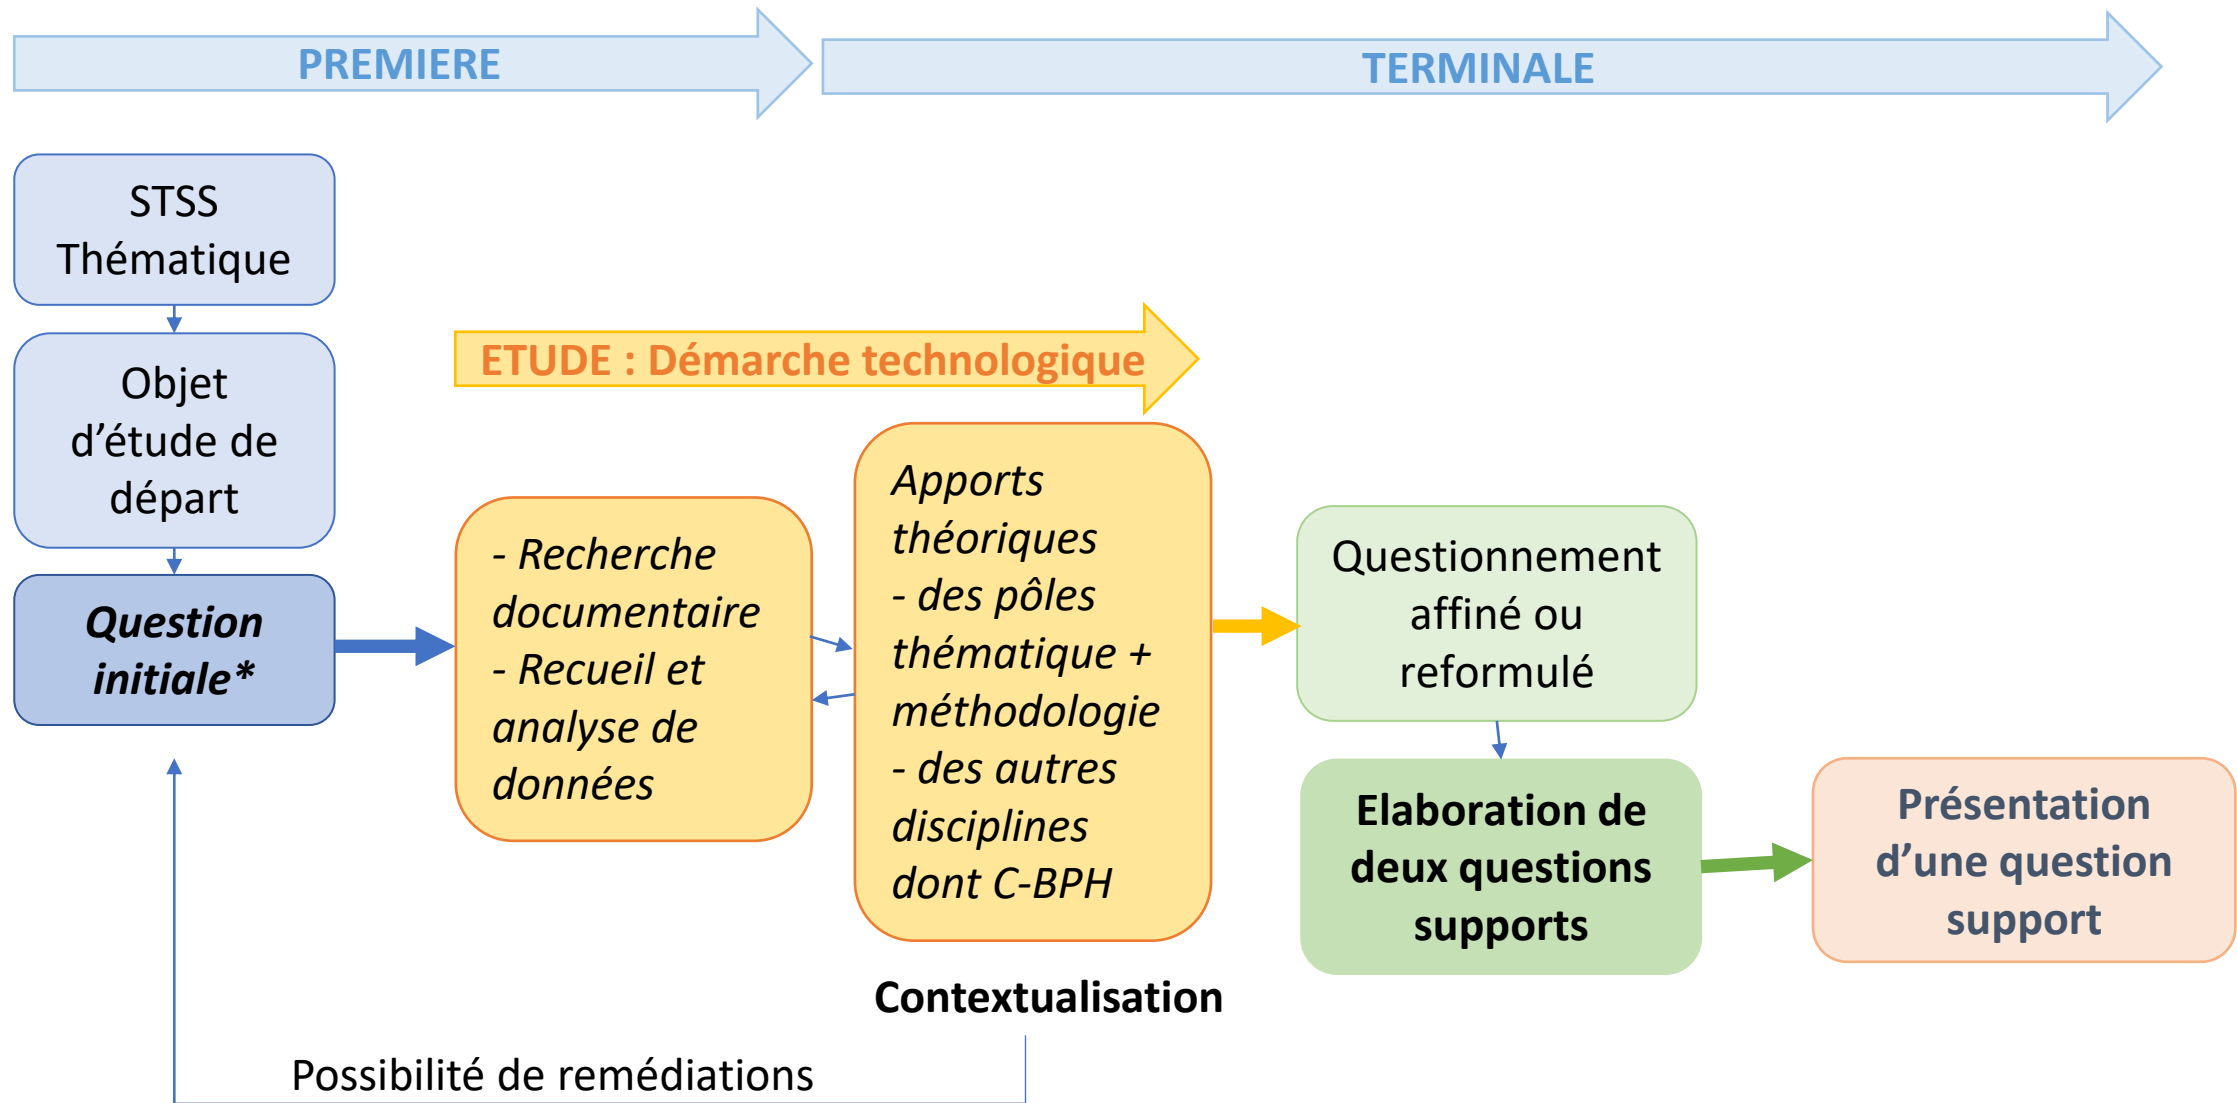 PREMIERE
TERMINALE
STSS
Thématique
Objet
d’étude de
départ
Question
initiale*
ETUDE : Démarche technologique
- Recherche
documentaire
- Recueil et
analyse de
données
Apports
théoriques
- des pôles
thématique +
méthodologie
- des autres
disciplines
dont C-BPH
Contextualisation
Possibilité de remédiations
Questionnement
affiné ou
reformulé
Elaboration de
deux questions
supports
Présentation
d’une question
support